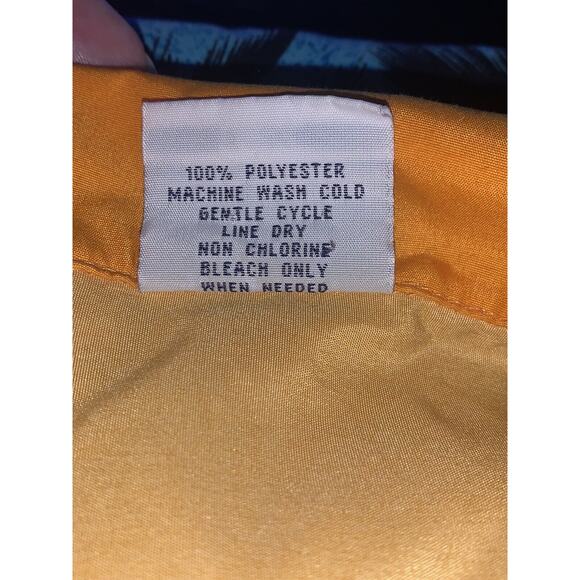 100% POLYESTER
MACHINE WASH COLD
GENTLE CYCLE
LINE DRY
NON CHLORINE
BLEACH ONLY
WHEN NEEDED